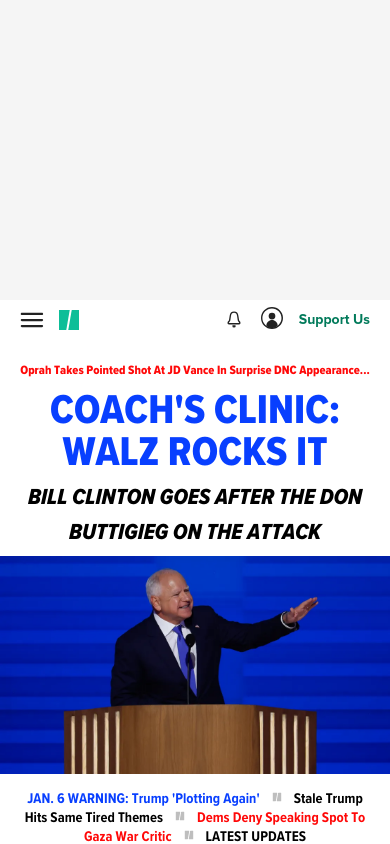 Support Us
Oprah Takes Pointed Shot At JD Vance In Surprise DNC Appearance...
COACH'S CLINIC:
WALZ ROCKS IT
BILL CLINTON GOES AFTER THE DON
BUTTIGIEG ON THE ATTACK
JAN. 6 WARNING: Trump 'Plotting Again' Stale Trump
Hits Same Tired Themes Dems Deny Speaking Spot To
Gaza War Critic LATEST UPDATES